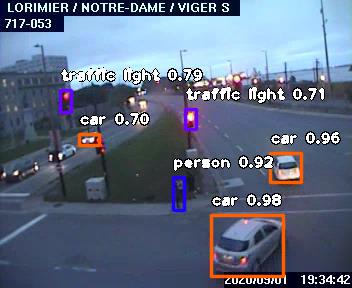 LORIMIER / NOTRE-DAME / VIGER S
717-053
traffic light 0.79
traffic light 0.71
car 0.70
car 0.96
person 0.92
car 0.98
2020/09/01 19:34:42